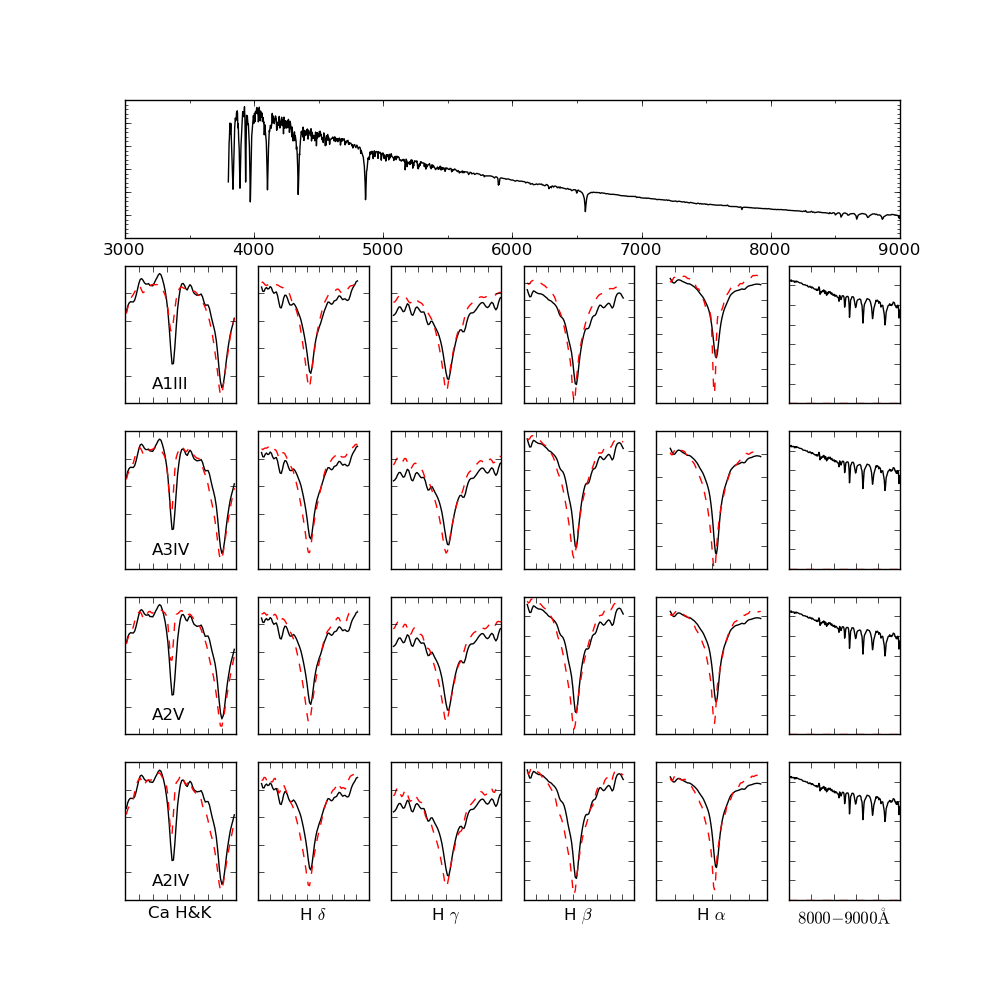 3000 4000 5000 6000 7000 8000 9000
A1III
A3IV
A2V
A2IV
Ca H&K H δ H γ H β H α 8000−9000Å